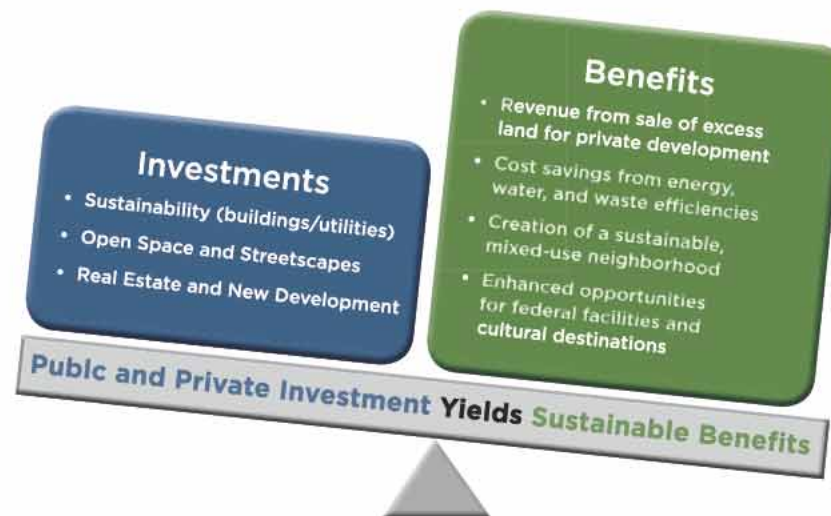 Investments
• Sustainability (buildings/utilities)
• Open Space and Streetscapes
• Real Estate and New Development
Benefits
• Revenue from sale of excess
land for private development
• Cost savings from energy,
water, and waste efficiencies
• Creation of a sustainable,
mixed-use neighborhood
• Enhanced opportunities
for federal facilities and
cultural destinations
Publc and Private Investment Yields Sustainable Benefits